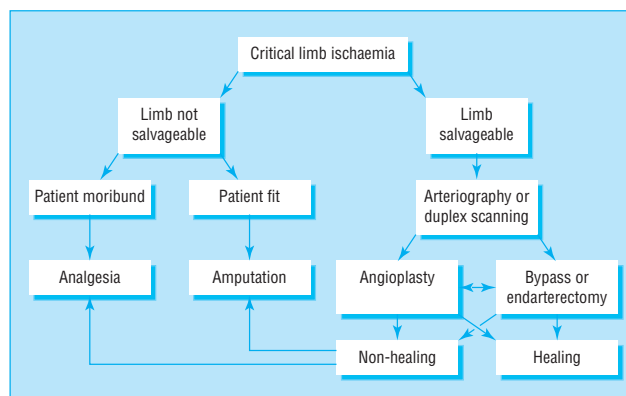 Critical limb ischaemia
Limb not
salvageable
Limb
salvageable
Patient moribund
Patient fit
Arteriography or
duplex scanning
Analgesia
Amputation
Angioplasty
Bypass or
endarterectomy
Non-healing
Healing